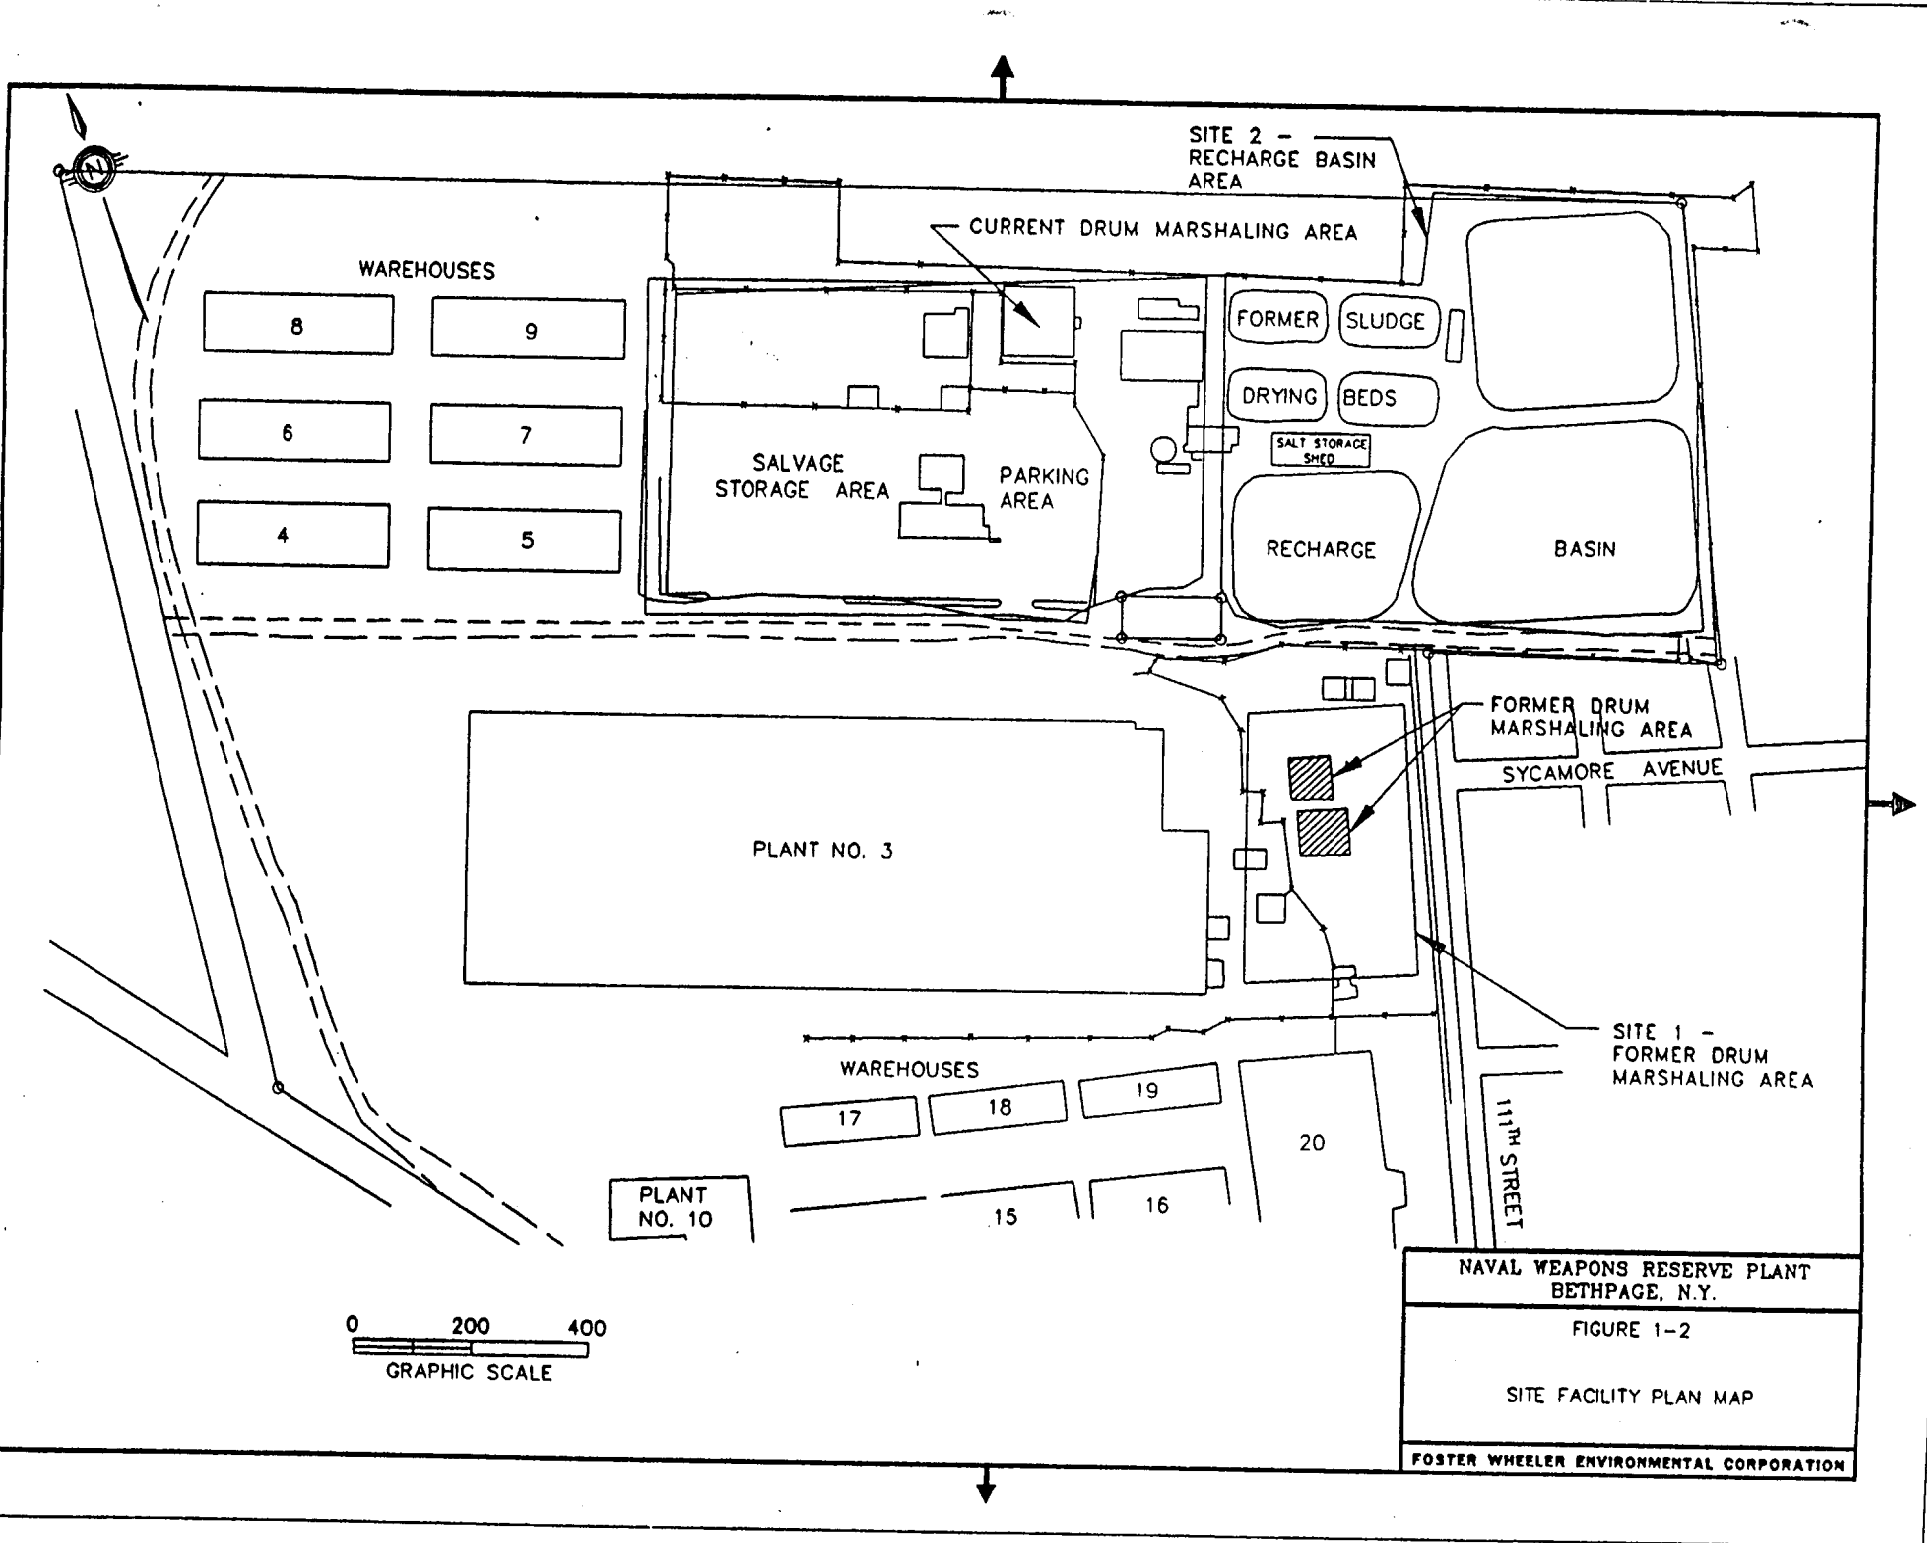 SITE 2 -
RECHARGE BASIN
AREA
N
CURRENT DRUM MARSHALING AREA
WAREHOUSES
8
9
FORMER
SLUDGE
6
7
DRYING
BEDS
SALT STORAGE
SHED
SALVAGE
STORAGE AREA
PARKING
AREA
4
5
RECHARGE
BASIN
FORMER DRUM
MARSHALING AREA
SYCAMORE AVENUE
PLANT NO. 3
SITE 1 -
FORMER DRUM
MARSHALING AREA
WAREHOUSES
17
18
19
20
111TH STREET
PLANT
NO. 10
15
16
NAVAL WEAPONS RESERVE PLANT
BETHPAGE, N.Y.
FIGURE 1-2
SITE FACILITY PLAN MAP
FOSTER WHEELER ENVIRONMENTAL CORPORATION
0 200 400
GRAPHIC SCALE